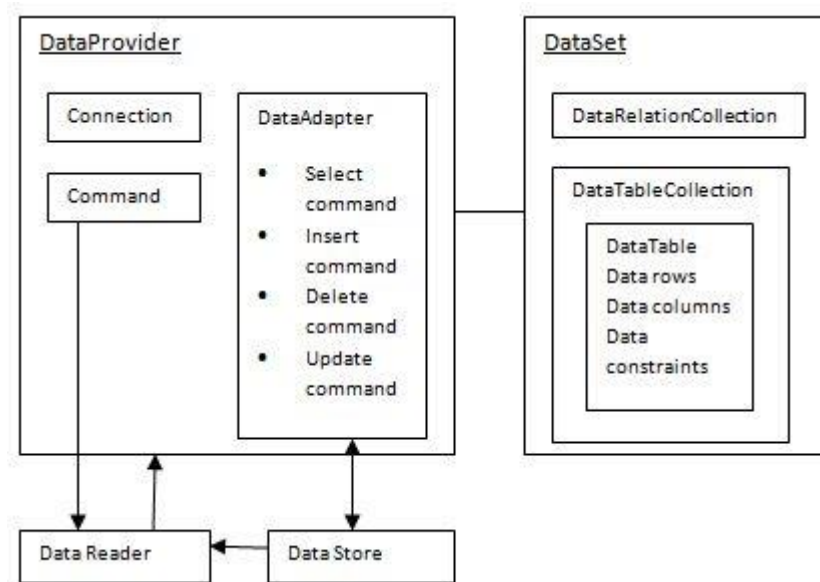 DataProvider
Connection
Command
DataAdapter
• Select
command
• Insert
command
• Delete
command
• Update
command
DataSet
DataRelationCollection
DataTableCollection
DataTable
Data rows
Data columns
Data
constraints
Data Reader
Data Store